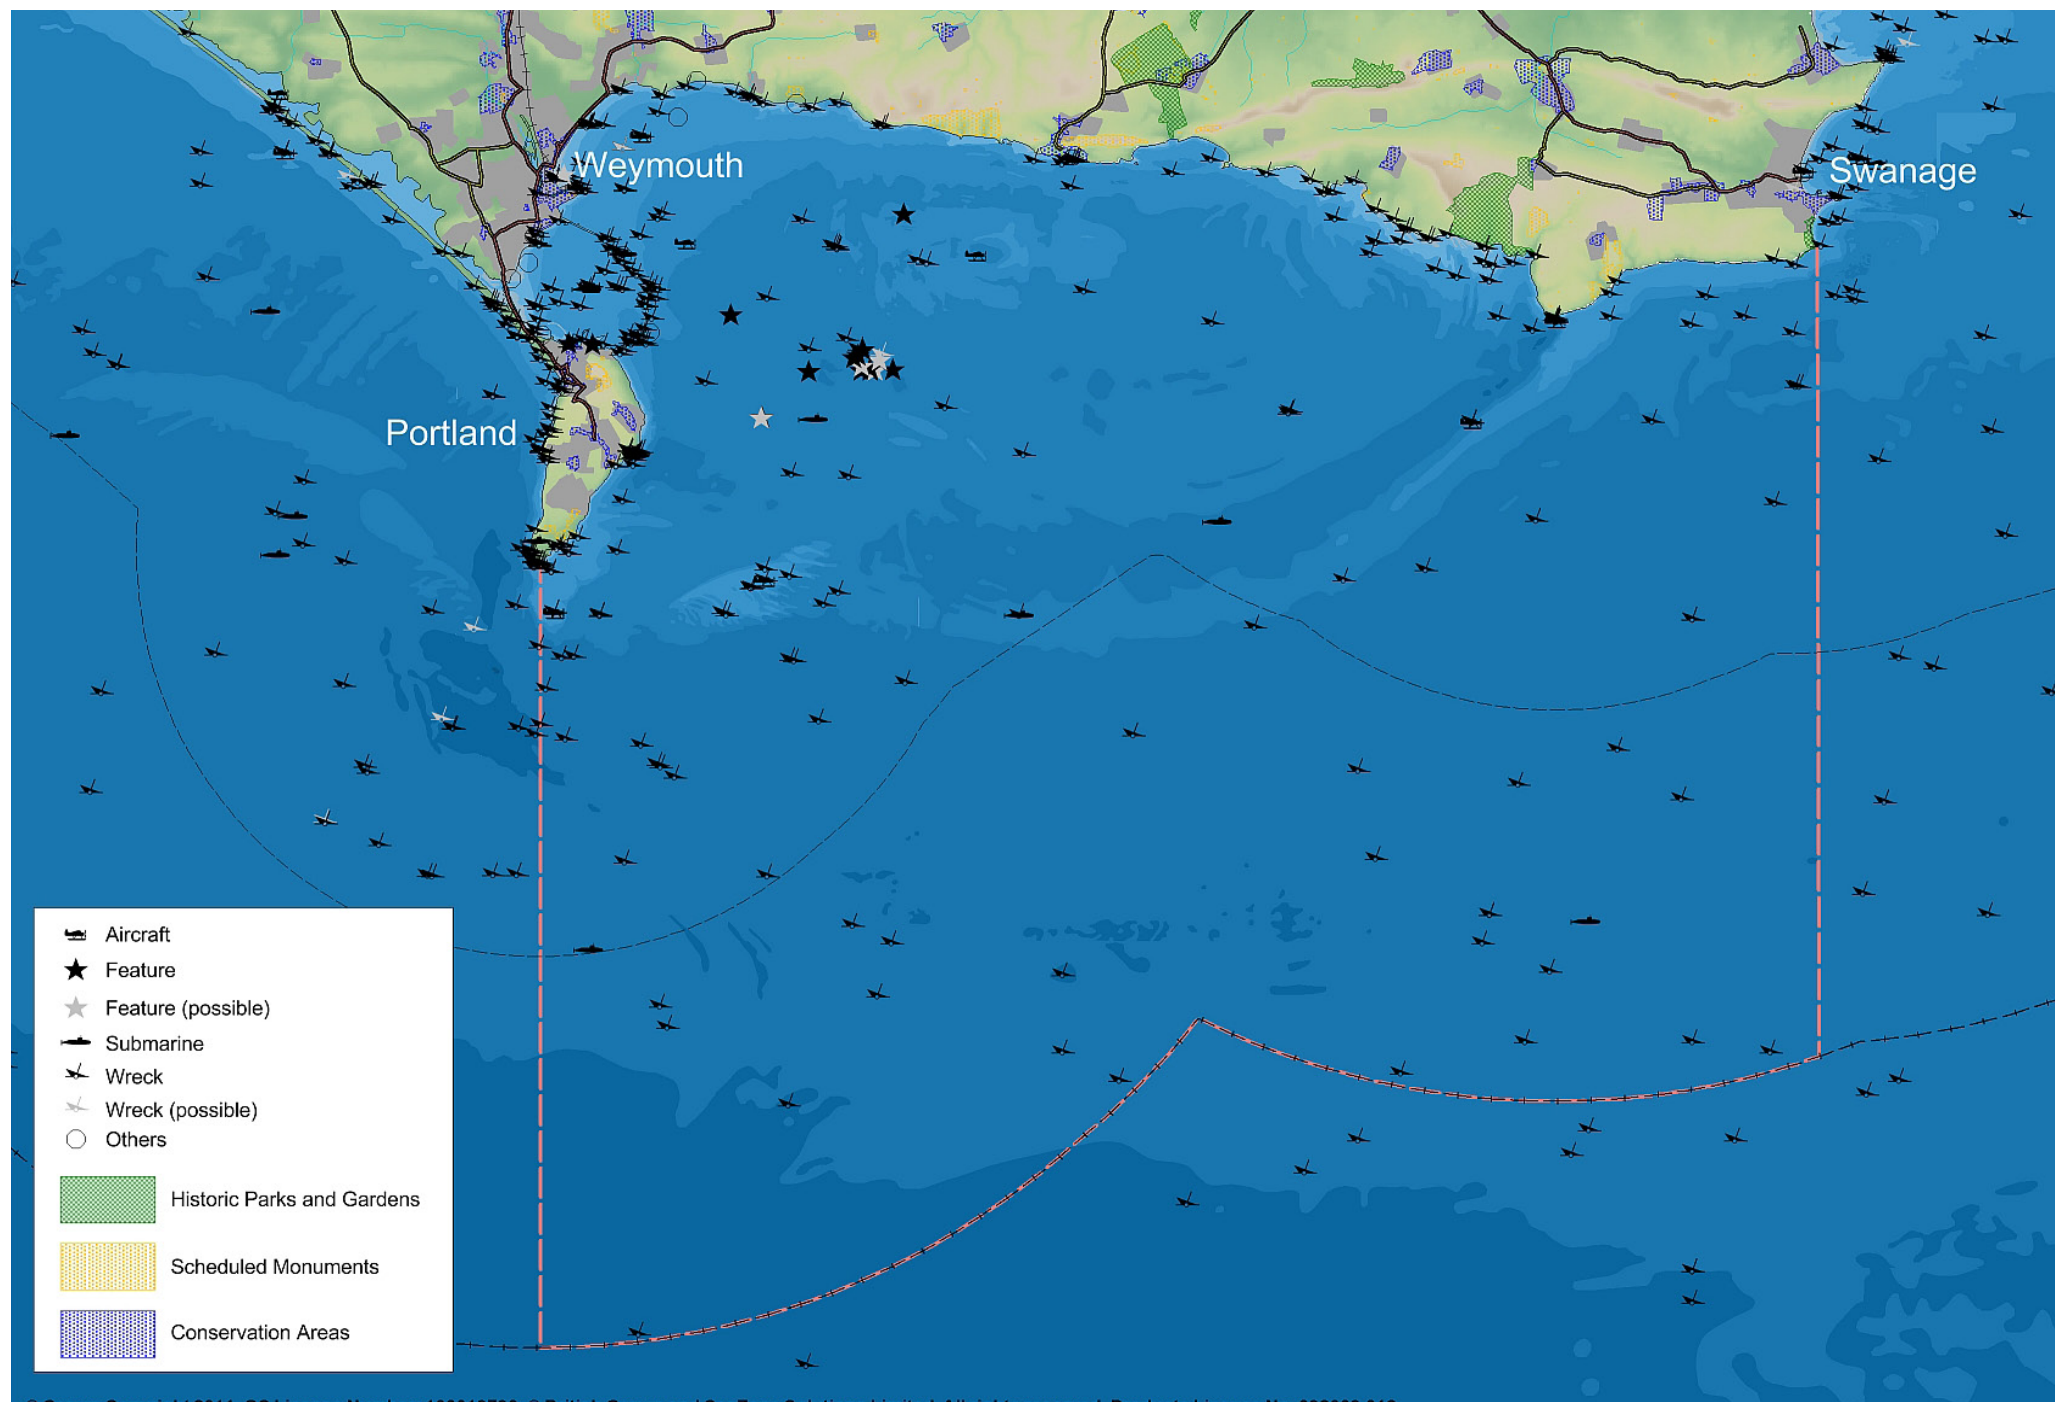 Weymouth
Swanage
Portland
Aircraft
Feature
Feature (possible)
Submarine
Wreck
Wreck (possible)
Others
Historic Parks and Gardens
Scheduled Monuments
Conservation Areas